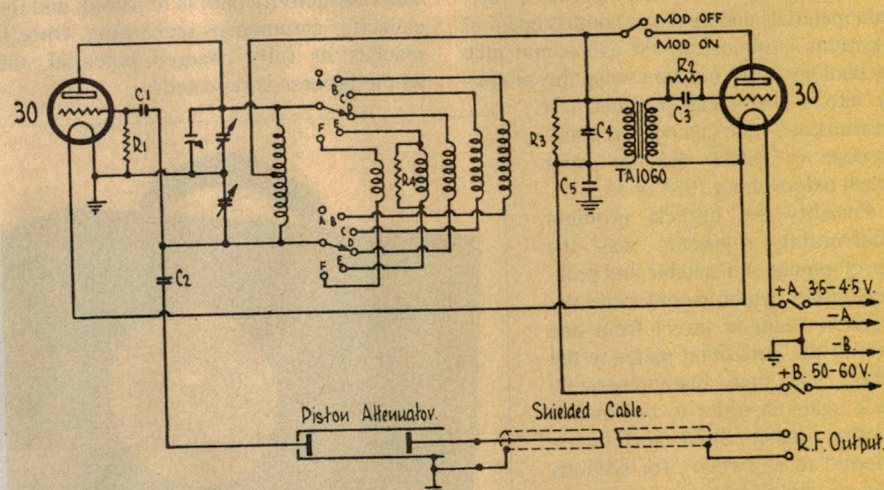 MOD OFF
MOD ON
30
C1
R1
A
B
C
D
E
F
R4
R3
C4
C5
TA1060
R2
C3
30
A B
C
D
E
F
C2
+A 3·5-4·5 V.
-A.
-B.
+B. 50-60 V.
Piston Attenuator.
Shielded Cable.
R.F. Output.